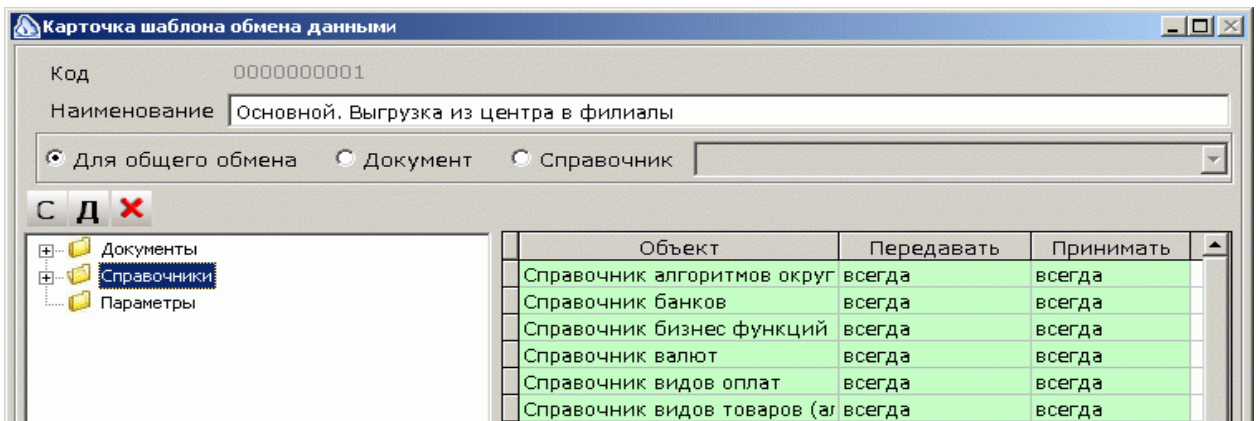 Карточка шаблона обмена данными
Код 0000000001
Наименование Основной. Выгрузка из центра в филиалы
Для общего обмена Документ Справочник
С Д
Документы
Справочники
Параметры
Объект Передавать Принимать
Справочник алгоритмов округ всегда всегда
Справочник банков всегда всегда
Справочник бизнес функций всегда всегда
Справочник валют всегда всегда
Справочник видов оплат всегда всегда
Справочник видов товаров (ал всегда всегда